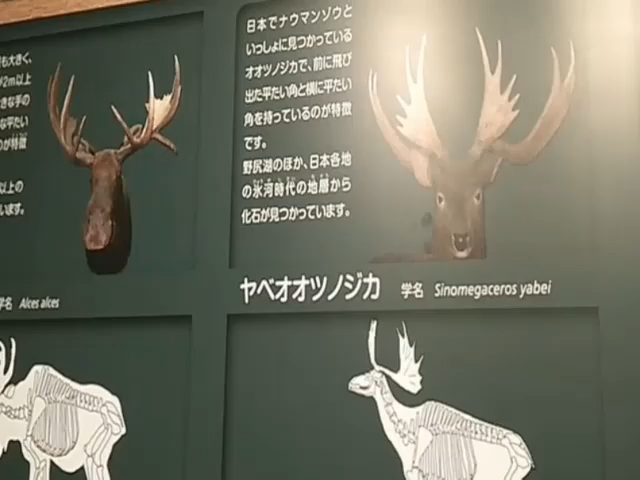 も大きく、
が2m以上
きな手の
な平たい
のが特徴
以上の
います。
学名 Alces alces
日本でナウマンゾウと
いっしょに見つかっている
オオツノジカで、前に飛び
出た平たい角と横に平たい
角を持っているのが特徴
です。
野尻湖のほか、日本各地
の氷河時代の地層から
化石が見つかっています。
ヤベオオツノジカ 学名 Sinomegaceros yabei